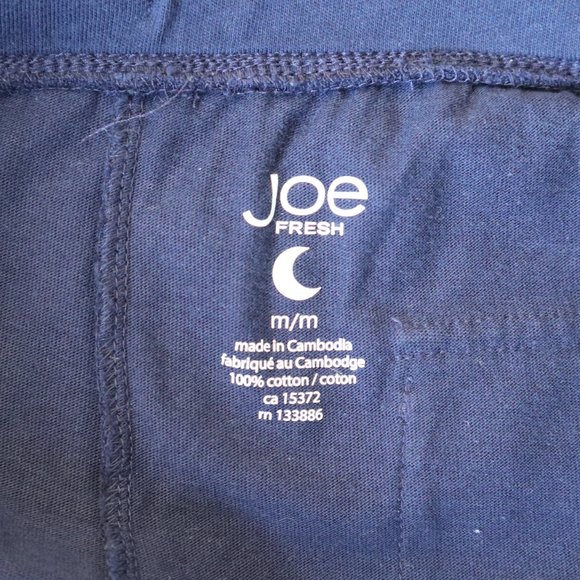 Joe
FRESH
m/m
made in Cambodia
fabriqué au Cambodge
100% cotton / coton
ca 15372
rn 133886